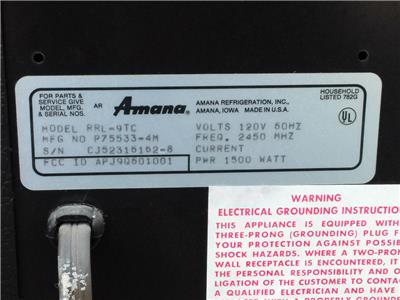 FOR PARTS &
SERVICE GIVE
MODEL, MFG.
& SERIAL NOS.
AR
Amana®
AMANA REFRIGERATION, INC.,
AMANA, IOWA MADE IN U.S.A.
HOUSEHOLD
LISTED 782G
UL
MODEL RRL-9TC
MFG NO P75533-4M
S/N CJ52315162-8
FCC ID APJ9Q601001
VOLTS 120V 60HZ
FREQ. 2450 MHZ
CURRENT
PWR 1500 WATT
WARNING
ELECTRICAL GROUNDING INSTRUCTION
THIS APPLIANCE IS EQUIPPED WITH
THREE-PRONG (GROUNDING) PLUG F
YOUR PROTECTION AGAINST POSSIB
SHOCK HAZARDS. WHERE A TWO-PRON
WALL RECEPTACLE IS ENCOUNTERED, IT
THE PERSONAL RESPONSIBILITY AND O
LIGATION OF THE CUSTOMER TO CONTAC
A QUALIFIED ELECTRICIAN AND HAVE